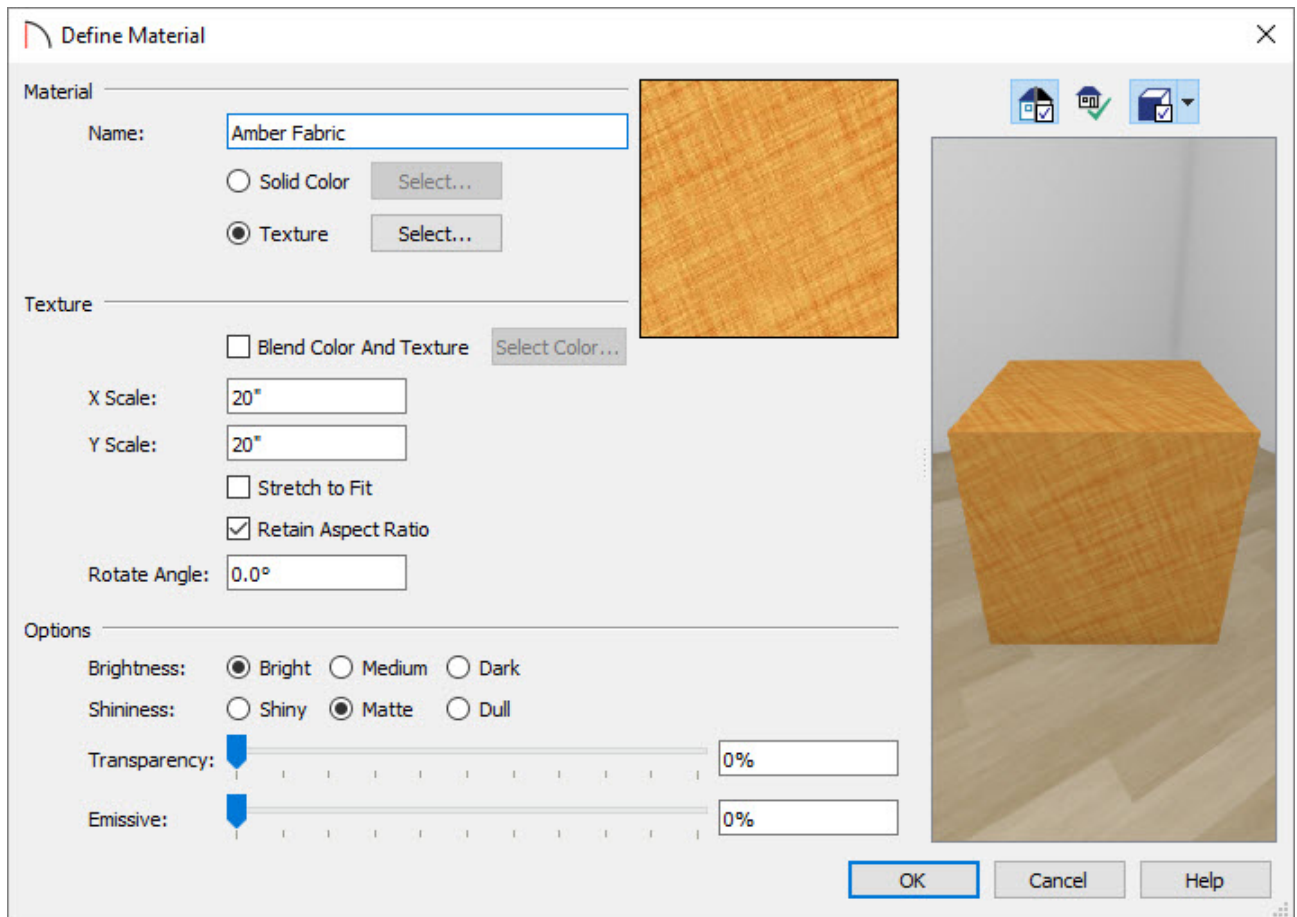 Define Material
Material
Name: Amber Fabric
Solid Color Select...
Texture Select...
Texture
Blend Color And Texture Select Color...
X Scale: 20"
Y Scale: 20"
Stretch to Fit
Retain Aspect Ratio
Rotate Angle: 0.0°
Options
Brightness: Bright Medium Dark
Shininess: Shiny Matte Dull
Transparency: 0%
Emissive: 0%
OK Cancel Help